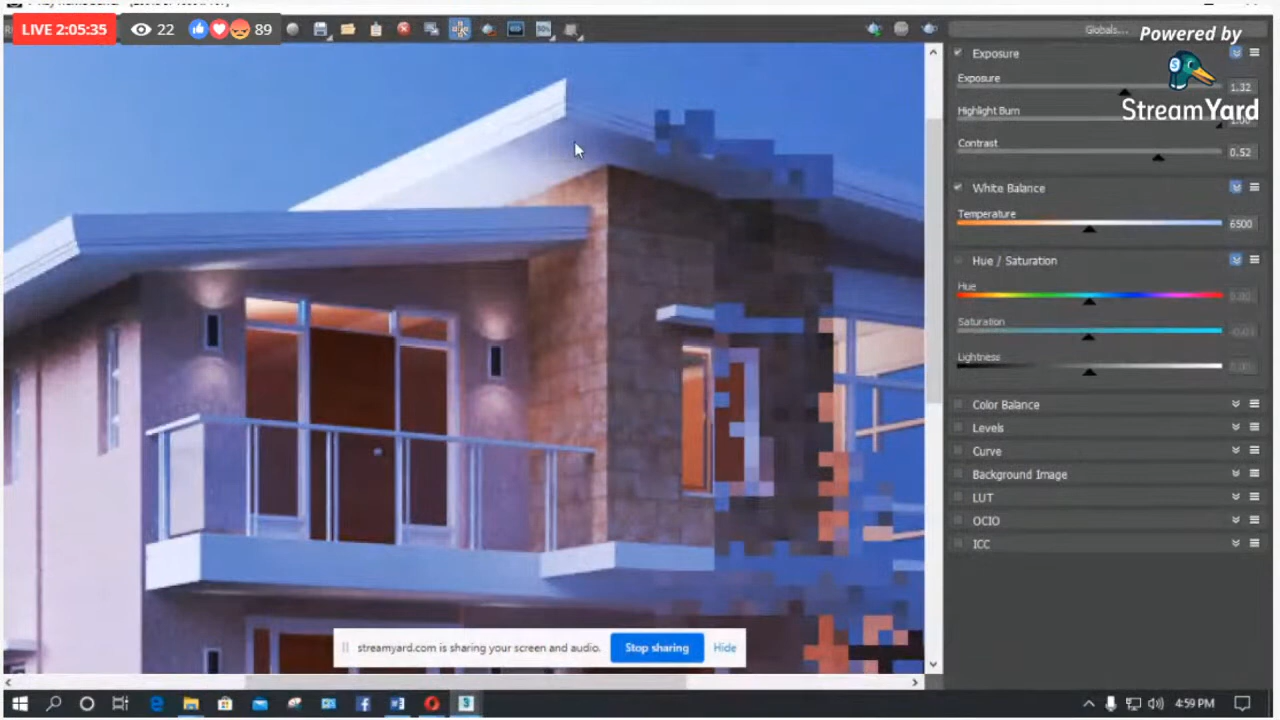 LIVE 2:05:35
22
89
Globals...
Powered by
StreamYard
Exposure
Exposure
1.32
Highlight Burn
Contrast
0.52
White Balance
Temperature
6500
Hue / Saturation
Hue
Saturation
Lightness
Color Balance
Levels
Curve
Background Image
LUT
OCIO
ICC
streamyard.com is sharing your screen and audio.
Stop sharing
Hide
4:59 PM